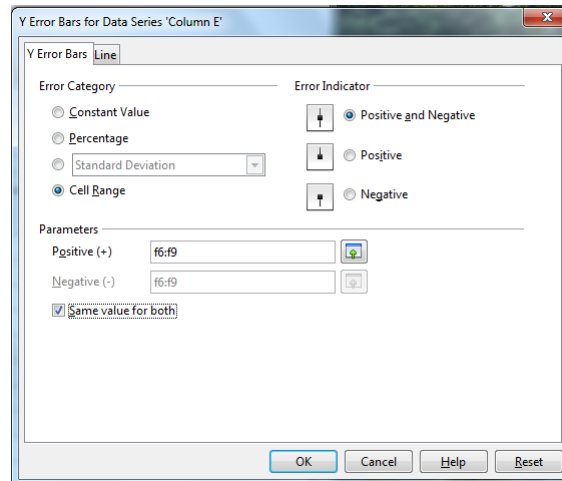 Y Error Bars for Data Series 'Column E'
Y Error Bars Line
Error Category
Constant Value
Percentage
Standard Deviation
Cell Range
Error Indicator
Positive and Negative
Positive
Negative
Parameters
Positive (+) f6:f9
Negative (-) f6:f9
Same value for both
OK Cancel Help Reset